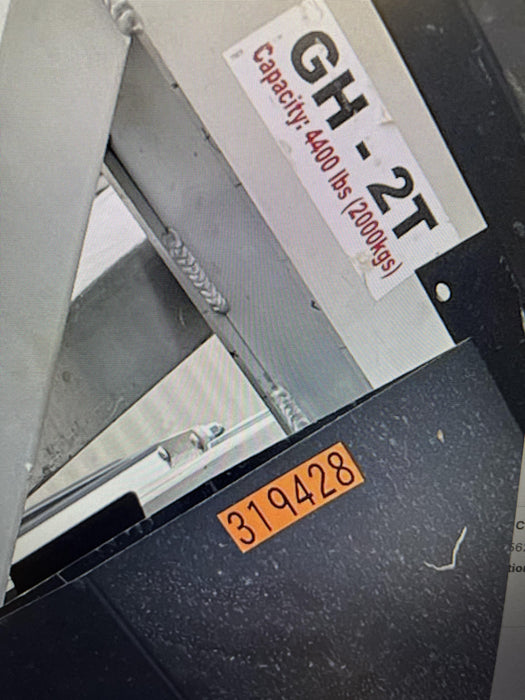 GH - 2T
Capacity: 4400 lbs (2000kgs)
319428